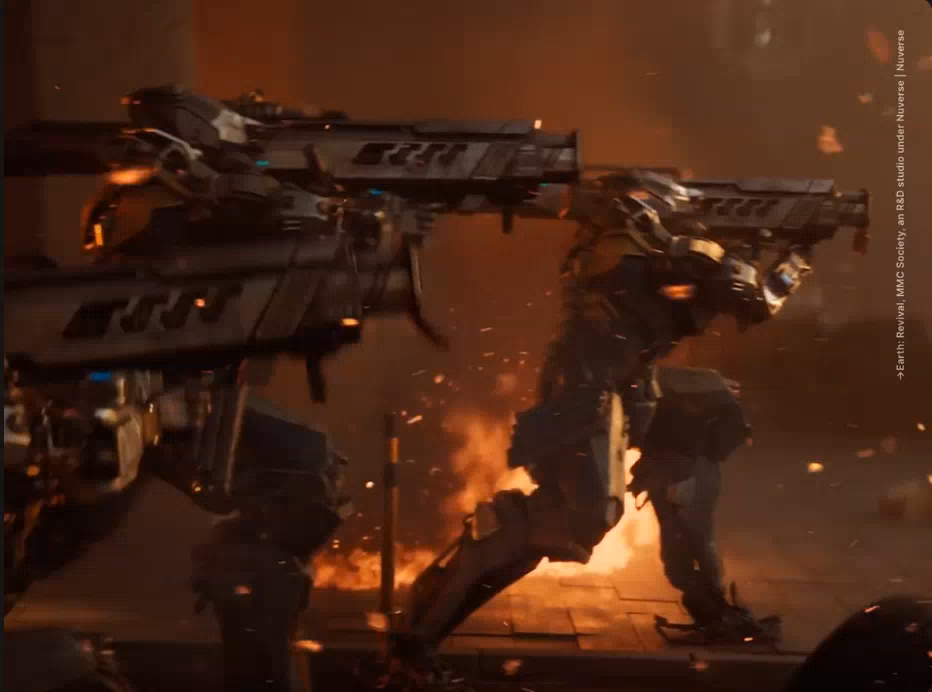 →Earth: Revival, MMC Society, an R&D studio under Nuverse | Nuverse